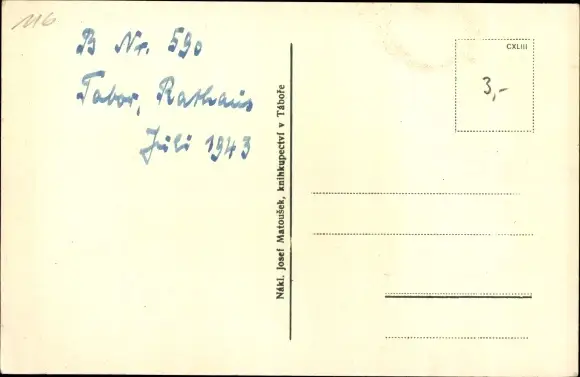 116
B Nr. 590
Tabor, Rathaus
Juli 1943
Nákl. Josef Matoušek, knihkupectví v Táboře
CXLIII
3,-